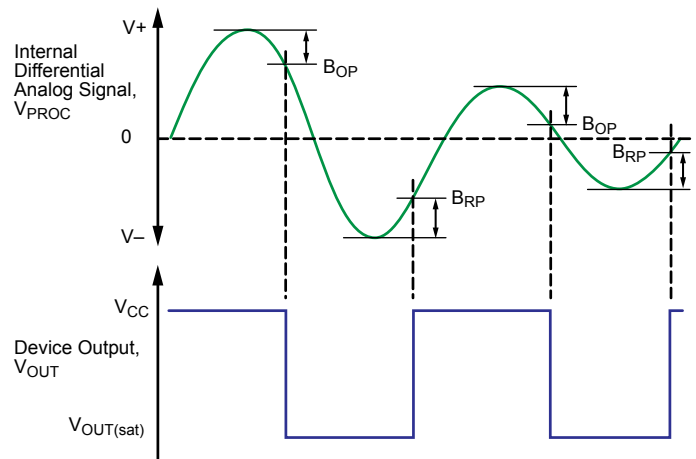 V+
Internal
Differential
Analog Signal,
VPROC
BOP
BOP
0
BRP
BRP
V–
VCC
Device Output,
VOUT
VOUT(sat)